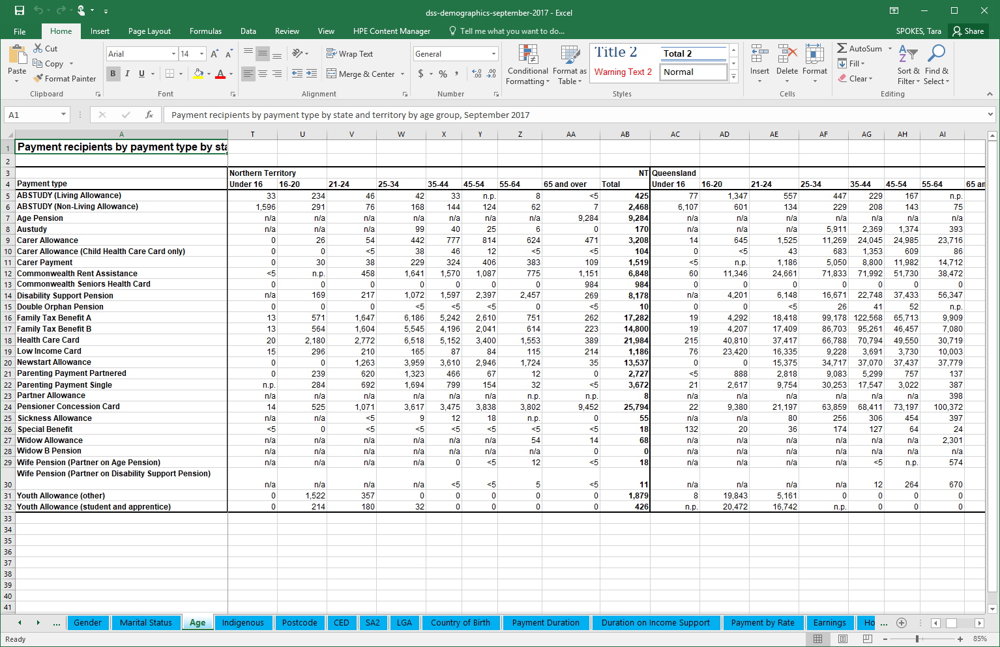 dss-demographics-september-2017 - Excel
File Home Insert Page Layout Formulas Data Review View HPE Content Manager Tell me what you want to do... SPOKES, Tara Share
Paste Cut Copy Format Painter Clipboard
Arial 14 A A B I U A Font
Wrap Text Merge & Center Alignment
General $ % , Number
Conditional Formatting Format as Table Title 2 Total 2 Warning Text 2 Normal Styles
Insert Delete Format Cells
AutoSum Fill Clear Sort & Filter Find & Select Editing
A1 fx Payment recipients by payment type by state and territory by age group, September 2017
A T U V W X Y Z AA AB AC AD AE AF AG AH AI
1 Payment recipients by payment type by sta
2
3 Northern Territory NT Queensland
4 Payment type Under 16 16-20 21-24 25-34 35-44 45-54 55-64 65 and over Total Under 16 16-20 21-24 25-34 35-44 45-54 55-64 65 an
5 ABSTUDY (Living Allowance) 33 234 46 42 33 n.p. 8 <5 425 77 1,347 557 447 229 167 n.p.
6 ABSTUDY (Non-Living Allowance) 1,596 291 76 168 144 124 62 7 2,468 6,107 601 134 229 208 143 75
7 Age Pension n/a n/a n/a n/a n/a n/a n/a 9,284 9,284 n/a n/a n/a n/a n/a n/a n/a
8 Austudy n/a n/a n/a 99 40 25 6 0 170 n/a n/a n/a 5,911 2,369 1,374 393
9 Carer Allowance 0 26 54 442 777 814 624 471 3,208 14 645 1,525 11,269 24,045 24,985 23,716
10 Carer Allowance (Child Health Care Card only) 0 0 <5 38 46 12 <5 <5 104 0 <5 43 683 1,353 609 86
11 Carer Payment 0 30 38 229 324 406 383 109 1,519 <5 n.p. 1,186 5,050 8,800 11,982 14,712
12 Commonwealth Rent Assistance <5 n.p. 458 1,641 1,570 1,087 775 1,151 6,848 60 11,346 24,661 71,833 71,992 51,730 38,472
13 Commonwealth Seniors Health Card 0 0 0 0 0 0 0 984 984 0 0 0 0 0 0 0
14 Disability Support Pension n/a 169 217 1,072 1,597 2,397 2,457 269 8,178 n/a 4,201 6,148 16,671 22,748 37,433 56,347
15 Double Orphan Pension 0 0 0 <5 <5 <5 0 <5 10 0 0 <5 26 41 52 n.p.
16 Family Tax Benefit A 13 571 1,647 6,186 5,242 2,610 751 262 17,282 19 4,292 18,418 99,178 122,568 65,713 9,909
17 Family Tax Benefit B 13 564 1,604 5,545 4,196 2,041 614 223 14,800 19 4,207 17,409 86,703 95,261 46,457 7,080
18 Health Care Card 20 2,180 2,772 6,518 5,152 3,400 1,553 389 21,984 215 40,810 37,417 66,788 70,794 49,550 30,719
19 Low Income Card 15 296 210 165 87 84 115 214 1,186 76 23,420 16,335 9,228 3,691 3,730 10,003
20 Newstart Allowance 0 0 1,263 3,959 3,610 2,946 1,724 35 13,537 0 0 15,375 34,717 37,070 37,437 37,779
21 Parenting Payment Partnered 0 239 620 1,323 466 67 12 0 2,727 <5 888 2,818 9,083 5,299 757 137
22 Parenting Payment Single n.p. 284 692 1,694 799 154 32 <5 3,672 21 2,617 9,754 30,253 17,547 3,022 387
23 Partner Allowance n/a n/a n/a n/a n/a n/a n.p. n.p. 8 n/a n/a n/a n/a n/a n/a 398
24 Pensioner Concession Card 14 525 1,071 3,617 3,475 3,838 3,802 9,452 25,794 22 9,380 21,197 63,859 68,411 73,197 100,372
25 Sickness Allowance n/a n/a <5 9 12 18 n.p. 0 55 n/a n/a 80 256 306 454 397
26 Special Benefit <5 0 <5 <5 <5 <5 <5 <5 18 132 20 36 174 127 64 24
27 Widow Allowance n/a n/a n/a n/a n/a n/a 54 14 68 n/a n/a n/a n/a n/a n/a 2,301
28 Widow B Pension n/a n/a n/a n/a n/a n/a n/a 0 0 n/a n/a n/a n/a n/a n/a n/a
29 Wife Pension (Partner on Age Pension) n/a n/a n/a n/a 0 <5 12 <5 18 n/a n/a n/a n/a <5 n.p. 574
30 Wife Pension (Partner on Disability Support Pension) n/a n/a n/a n/a <5 <5 5 <5 11 n/a n/a n/a n/a 12 264 670
31 Youth Allowance (other) 0 1,522 357 0 0 0 0 0 1,879 8 19,843 5,161 0 0 0 0
32 Youth Allowance (student and apprentice) 0 214 180 32 0 0 0 0 426 n.p. 20,472 16,742 n.p. 0 0 0
33
34
35
36
37
38
39
40
41
... Gender Marital Status Age Indigenous Postcode CED SA2 LGA Country of Birth Payment Duration Duration on Income Support Payment by Rate Earnings Ho ...
Ready 85%